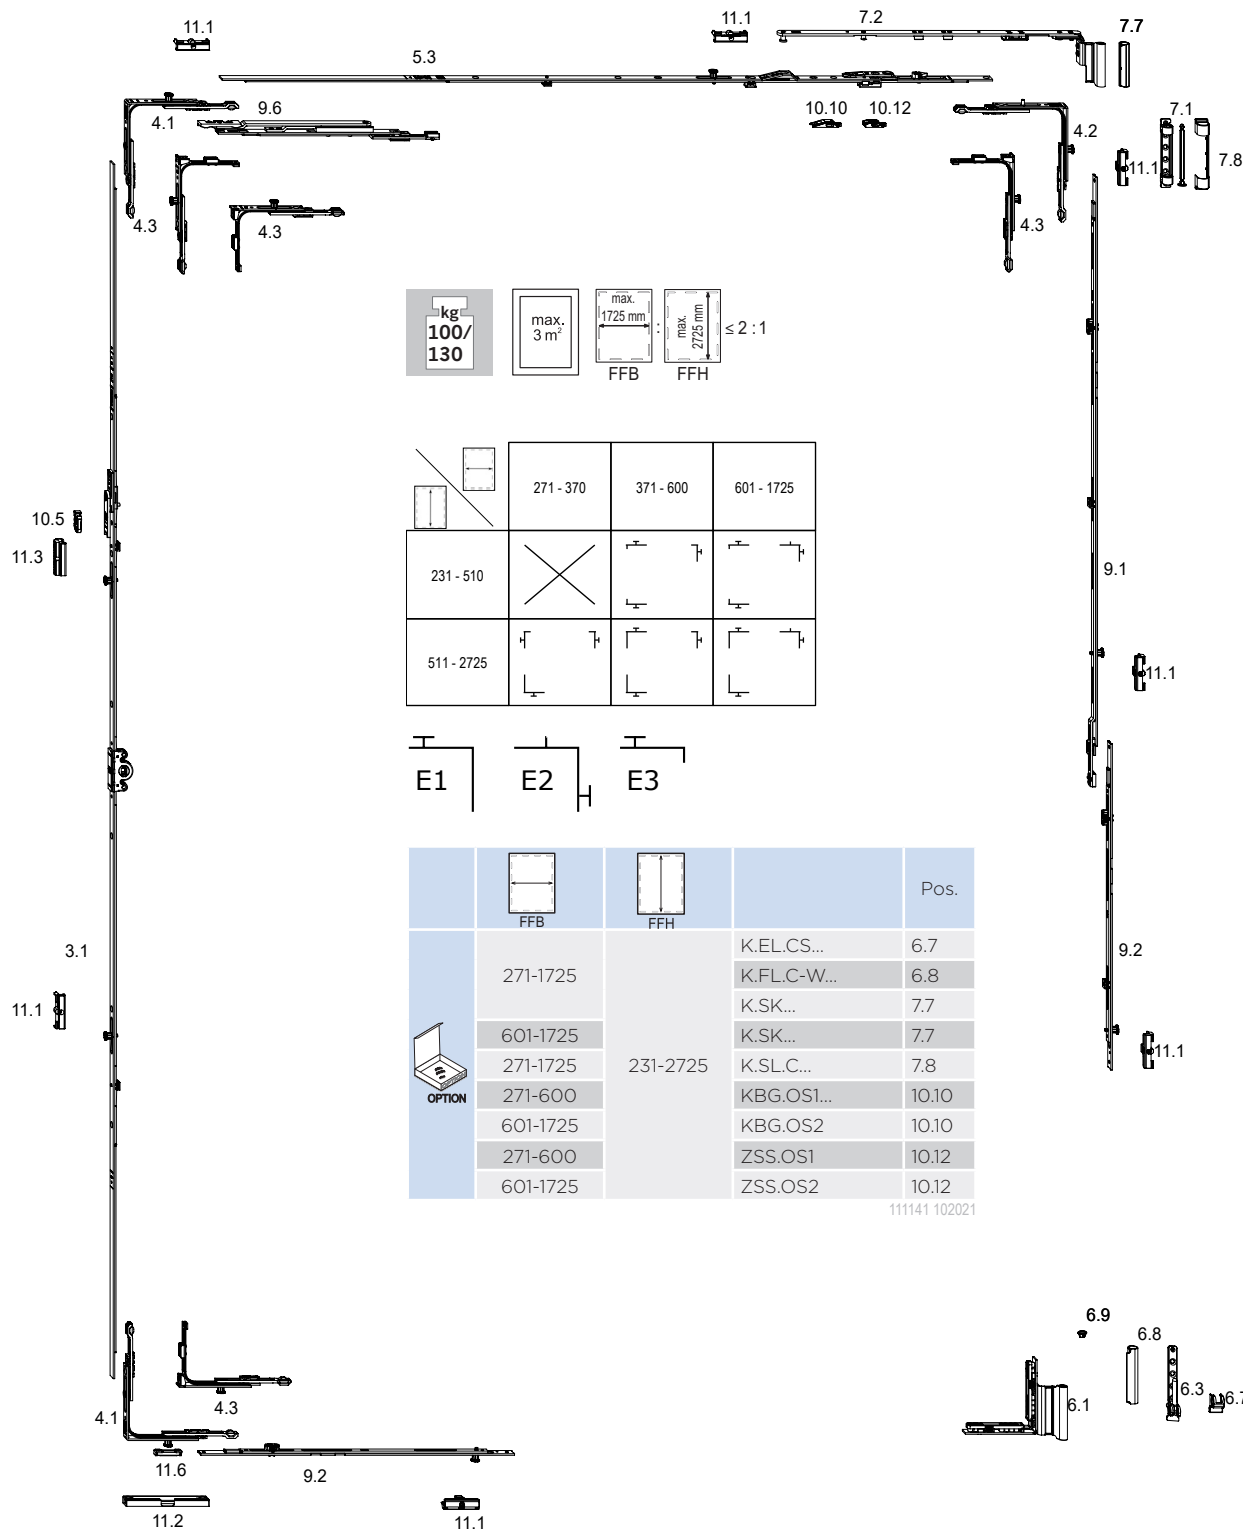 11.1
11.1
7.2
7.7
5.3
4.1
9.6
10.10
10.12
4.2
7.1
11.1
7.8
4.3
4.3
4.3
kg
100/
130
max.
3 m²
max.
1725 mm
FFB
:
max.
2725 mm
FFH
≤ 2 : 1
271 - 370
371 - 600
601 - 1725
231 - 510
511 - 2725
10.5
11.3
9.1
11.1
E1
E2
E3
3.1
11.1
9.2
11.1
FFB
FFH
Pos.
OPTION
271-1725
231-2725
K.EL.CS... 6.7
K.FL.C-W... 6.8
K.SK... 7.7
601-1725 K.SK... 7.7
271-1725 K.SL.C... 7.8
271-600 KBG.OS1... 10.10
601-1725 KBG.OS2 10.10
271-600 ZSS.OS1 10.12
601-1725 ZSS.OS2 10.12
111141 102021
6.9
6.8
6.1
6.3
6.7
4.1
4.3
11.6
9.2
11.2
11.1